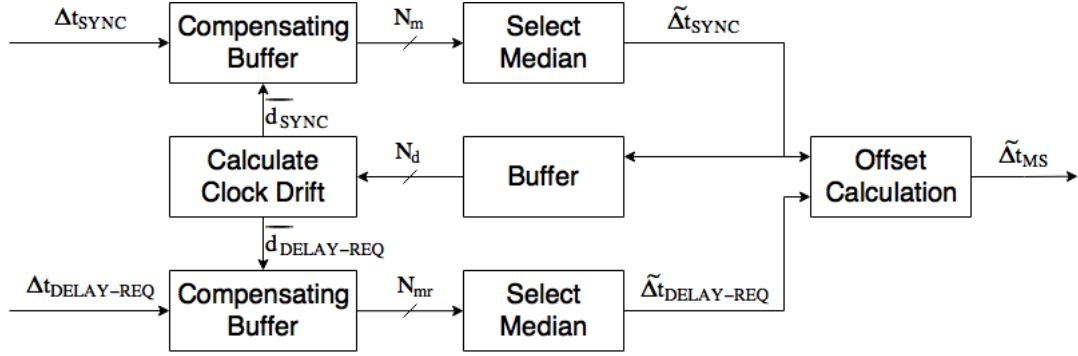 Δt_SYNC
Compensating
Buffer
N_m
Select
Median
Δ̃t_SYNC
d̅_SYNC
Calculate
Clock Drift
N_d
Buffer
Offset
Calculation
Δ̃t_MS
d̅_DELAY−REQ
Δt_DELAY−REQ
Compensating
Buffer
N_mr
Select
Median
Δ̃t_DELAY−REQ